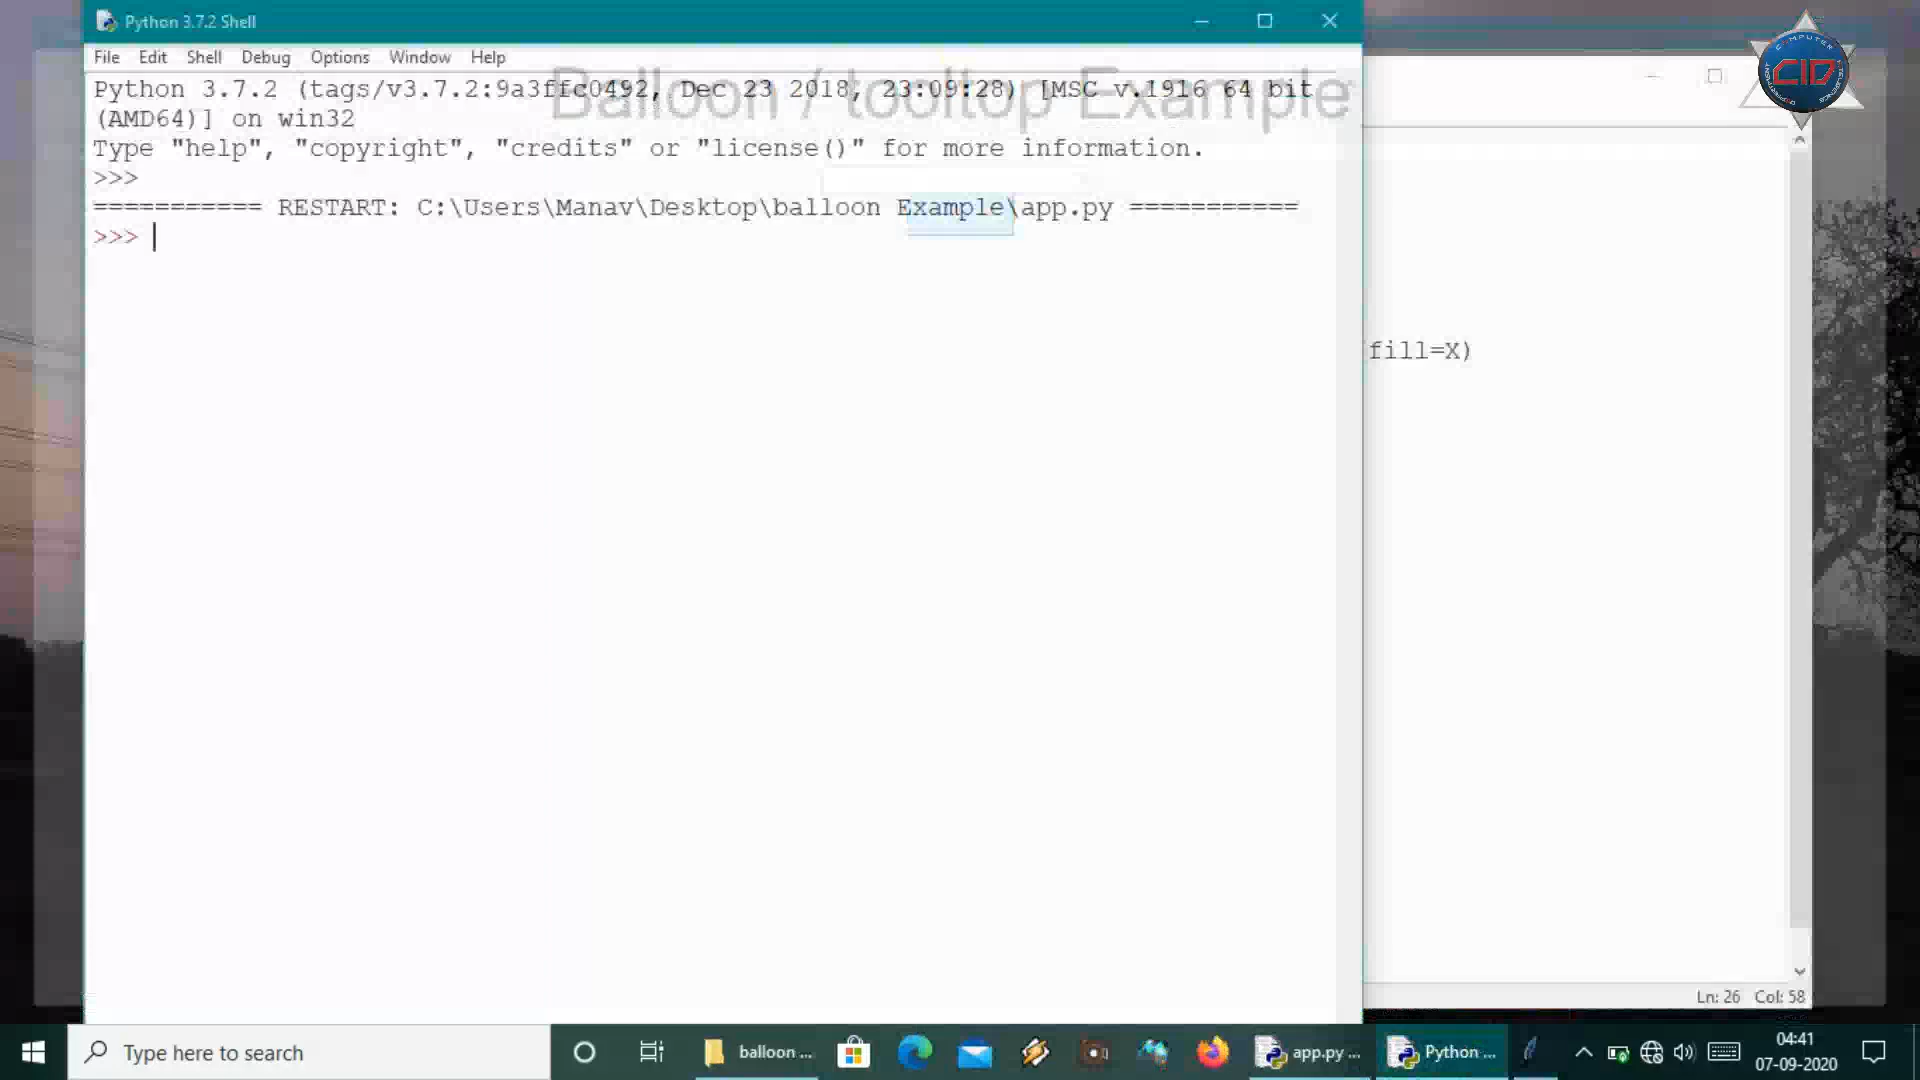 Python 3.7.2 Shell
File Edit Shell Debug Options Window Help
Balloon / tooltop Example
Python 3.7.2 (tags/v3.7.2:9a3ffc0492, Dec 23 2018, 23:09:28) [MSC v.1916 64 bit
(AMD64)] on win32
Type "help", "copyright", "credits" or "license()" for more information.
>>>
=========== RESTART: C:\Users\Manav\Desktop\balloon Example\app.py ===========
>>>
fill=X)
Ln: 26 Col: 58
CID
COMPUTER
Type here to search
balloon ...
app.py ...
Python ...
04:41
07-09-2020